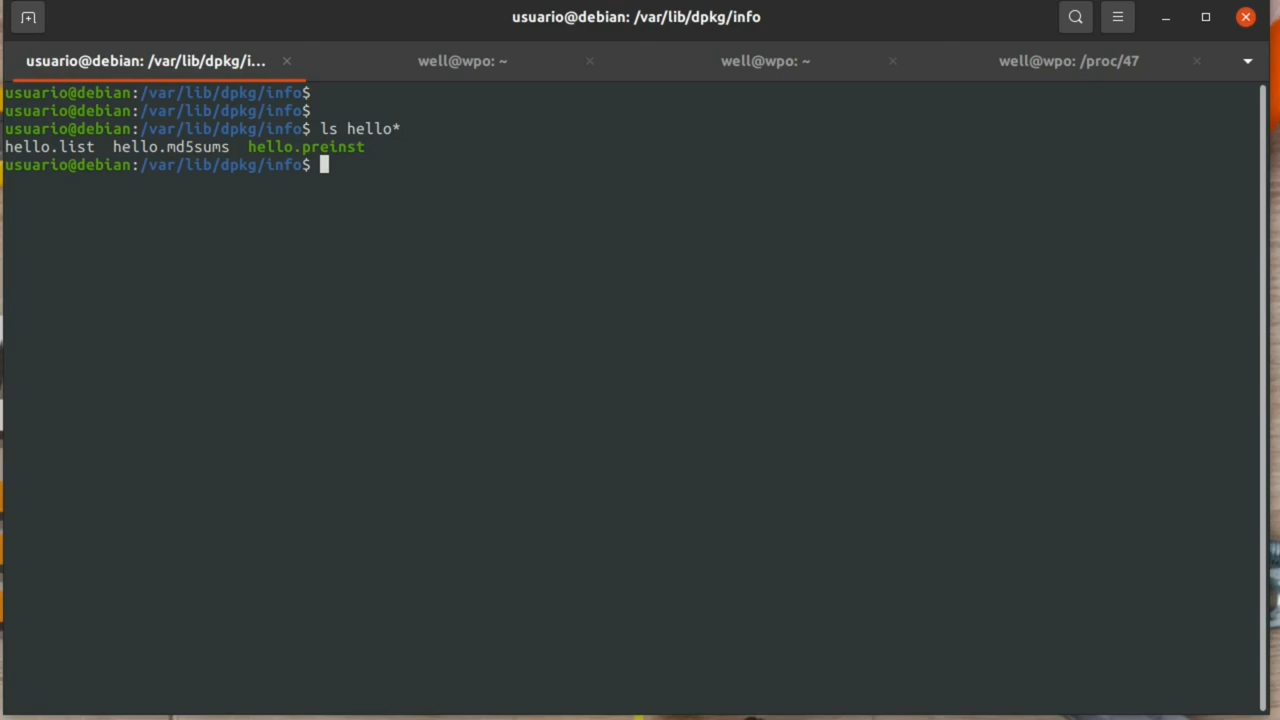 usuario@debian: /var/lib/dpkg/info
usuario@debian: /var/lib/dpkg/i...
well@wpo: ~
well@wpo: ~
well@wpo: /proc/47
usuario@debian:/var/lib/dpkg/info$
usuario@debian:/var/lib/dpkg/info$
usuario@debian:/var/lib/dpkg/info$ ls hello*
hello.list  hello.md5sums  hello.preinst
usuario@debian:/var/lib/dpkg/info$